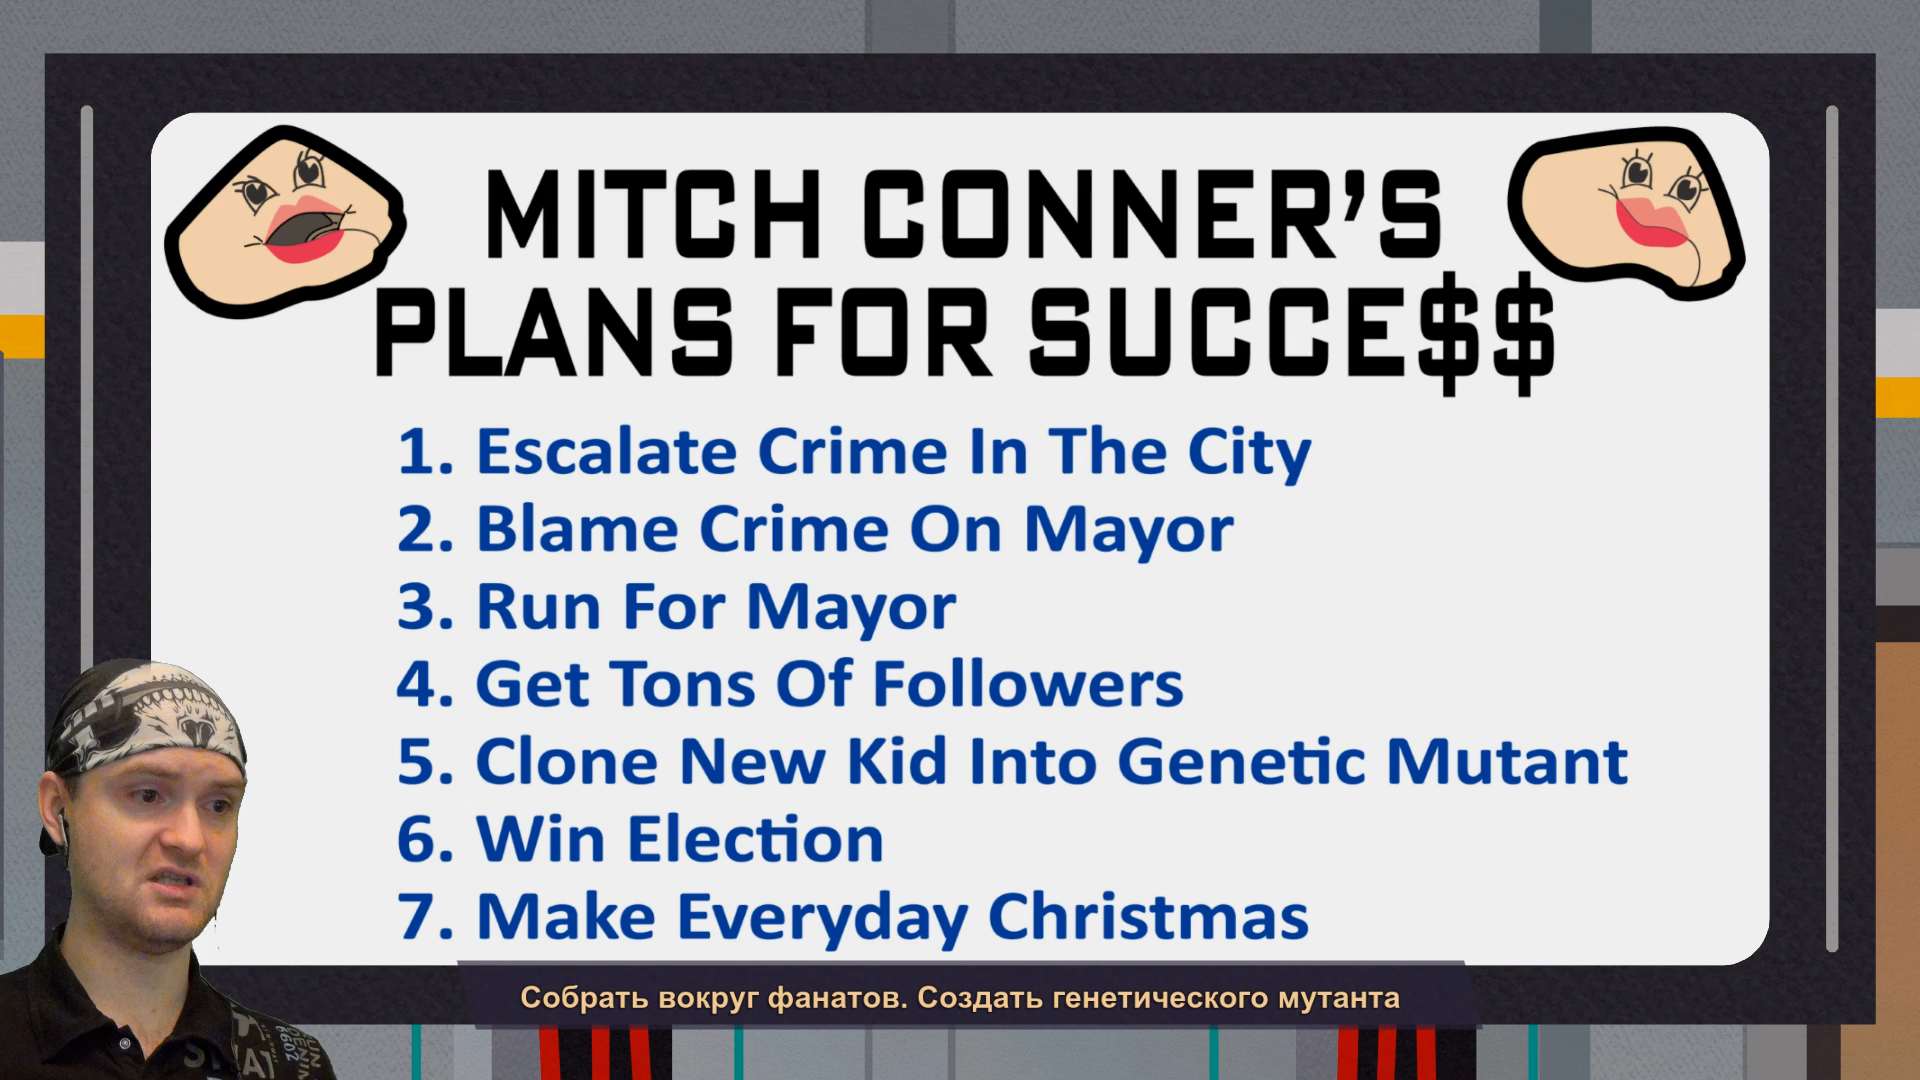 MITCH CONNER'S
PLANS FOR SUCCE$$
1. Escalate Crime In The City
2. Blame Crime On Mayor
3. Run For Mayor
4. Get Tons Of Followers
5. Clone New Kid Into Genetic Mutant
6. Win Election
7. Make Everyday Christmas
Собрать вокруг фанатов. Создать генетического мутанта